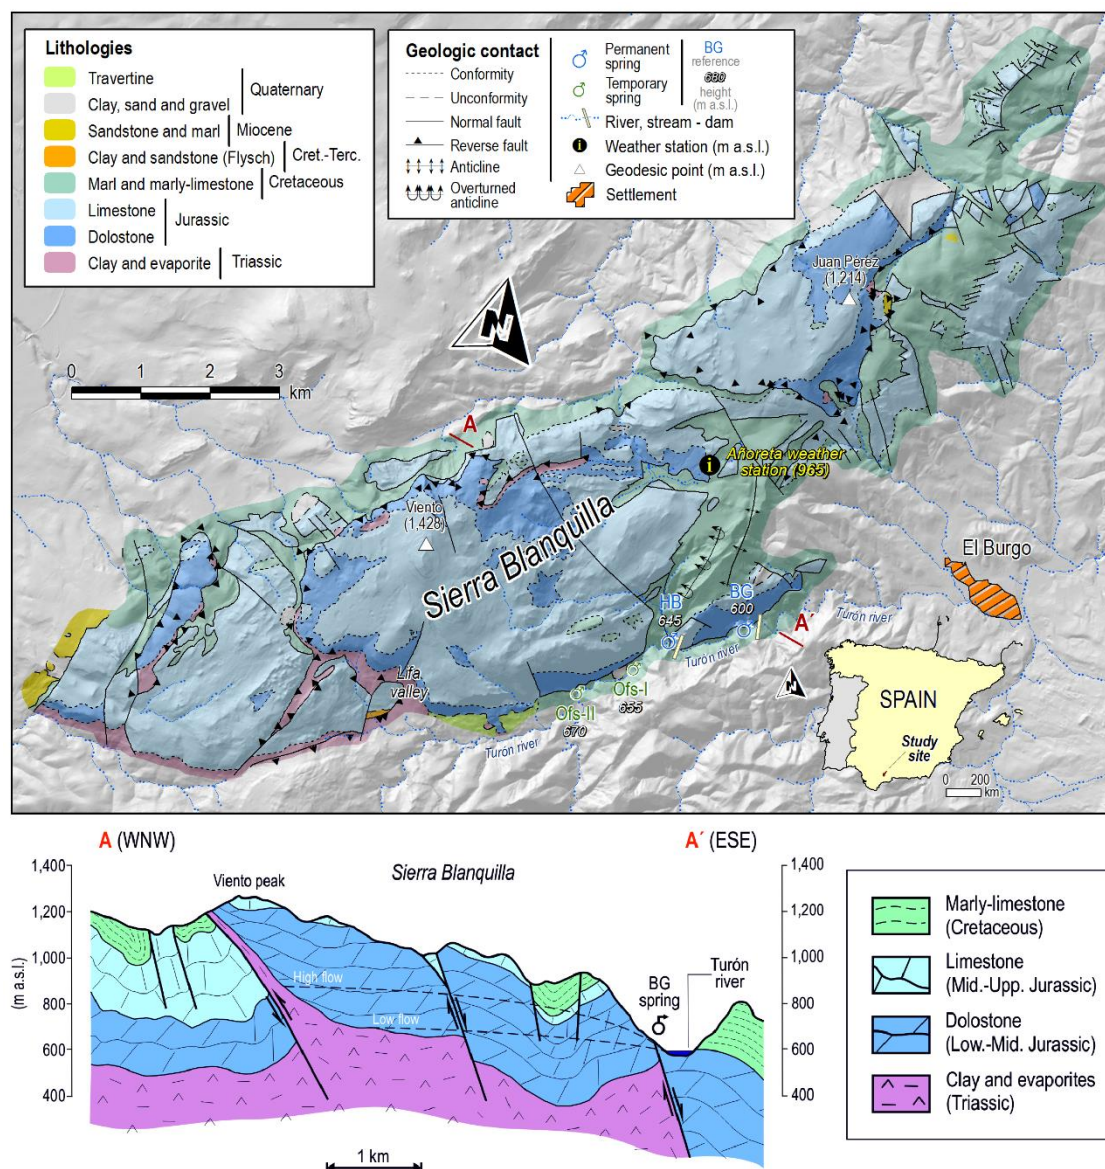 Lithologies
Travertine
Clay, sand and gravel
Quaternary
Sandstone and marl
Miocene
Clay and sandstone (Flysch)
Cret.-Terc.
Marl and marly-limestone
Cretaceous
Limestone
Jurassic
Dolostone
Clay and evaporite
Triassic
Geologic contact
Conformity
Unconformity
Normal fault
Reverse fault
Anticline
Overturned
anticline
Permanent
spring
Temporary
spring
BG
reference
680
height
(m a.s.l.)
River, stream - dam
i
Weather station (m a.s.l.)
Geodesic point (m a.s.l.)
Settlement
N
0 1 2 3
km
Juan Perez
(1,214)
A
i
Añoreta weather
station (965)
Viento
(1,428)
Sierra Blanquilla
El Burgo
HB
645
BG
600
A´
Turón river
Turón river
Lifa
valley
Ofs-I
655
Ofs-II
670
Turón river
N
SPAIN
Study
site
0 200
km
A (WNW)
A´ (ESE)
Sierra Blanquilla
Viento peak
1,400
1,200
1,000
800
600
400
(m a.s.l.)
High flow
Low flow
BG
spring
Turón
river
1,400
1,200
1,000
800
600
400
(m a.s.l.)
1 km
Marly-limestone
(Cretaceous)
Limestone
(Mid.-Upp. Jurassic)
Dolostone
(Low.-Mid. Jurassic)
Clay and evaporites
(Triassic)